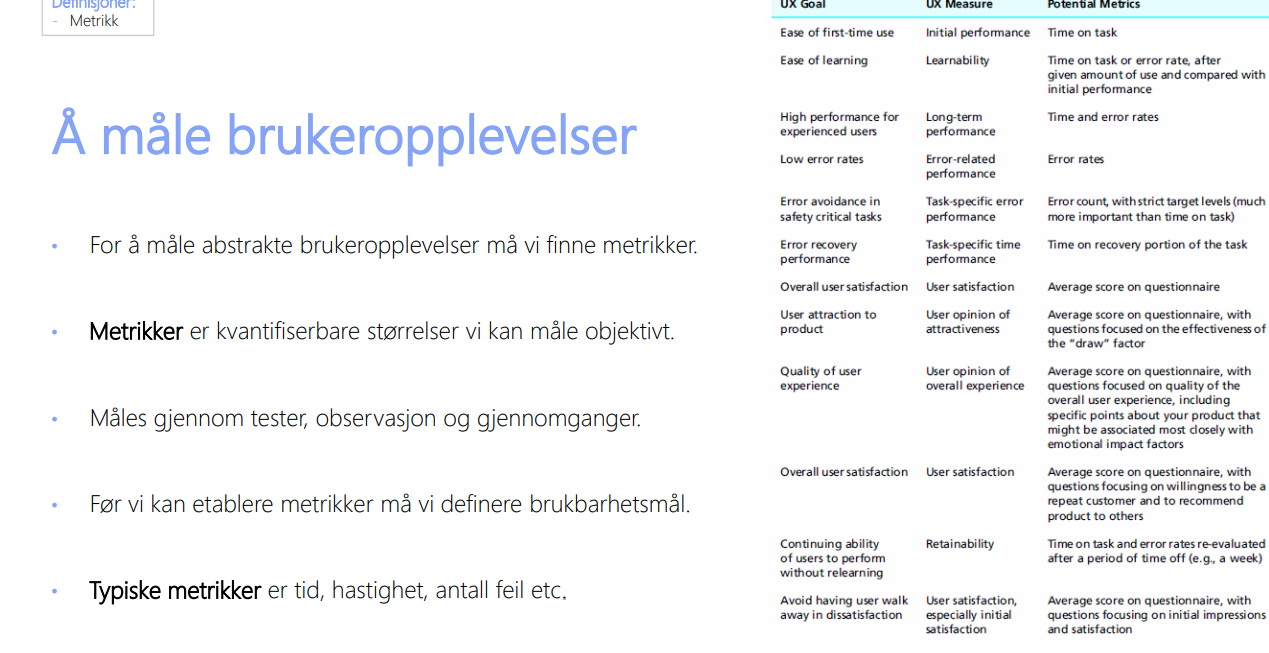 Definisjoner:
- Metrikk
Å måle brukeropplevelser
• For å måle abstrakte brukeropplevelser må vi finne metrikker.
• Metrikker er kvantifiserbare størrelser vi kan måle objektivt.
• Måles gjennom tester, observasjon og gjennomganger.
• Før vi kan etablere metrikker må vi definere brukbarhetsmål.
• Typiske metrikker er tid, hastighet, antall feil etc.
UX Goal UX Measure Potential Metrics
Ease of first-time use Initial performance Time on task
Ease of learning Learnability Time on task or error rate, after
given amount of use and compared with
initial performance
High performance for Long-term Time and error rates
experienced users performance
Low error rates Error-related Error rates
performance
Error avoidance in Task-specific error Error count, with strict target levels (much
safety critical tasks performance more important than time on task)
Error recovery Task-specific time Time on recovery portion of the task
performance performance
Overall user satisfaction User satisfaction Average score on questionnaire
User attraction to User opinion of Average score on questionnaire, with
product attractiveness questions focused on the effectiveness of
the “draw” factor
Quality of user User opinion of Average score on questionnaire, with
experience overall experience questions focused on quality of the
overall user experience, including
specific points about your product that
might be associated most closely with
emotional impact factors
Overall user satisfaction User satisfaction Average score on questionnaire, with
questions focusing on willingness to be a
repeat customer and to recommend
product to others
Continuing ability Retainability Time on task and error rates re-evaluated
of users to perform after a period of time off (e.g., a week)
without relearning
Avoid having user walk User satisfaction, Average score on questionnaire, with
away in dissatisfaction especially initial questions focusing on initial impressions
satisfaction and satisfaction